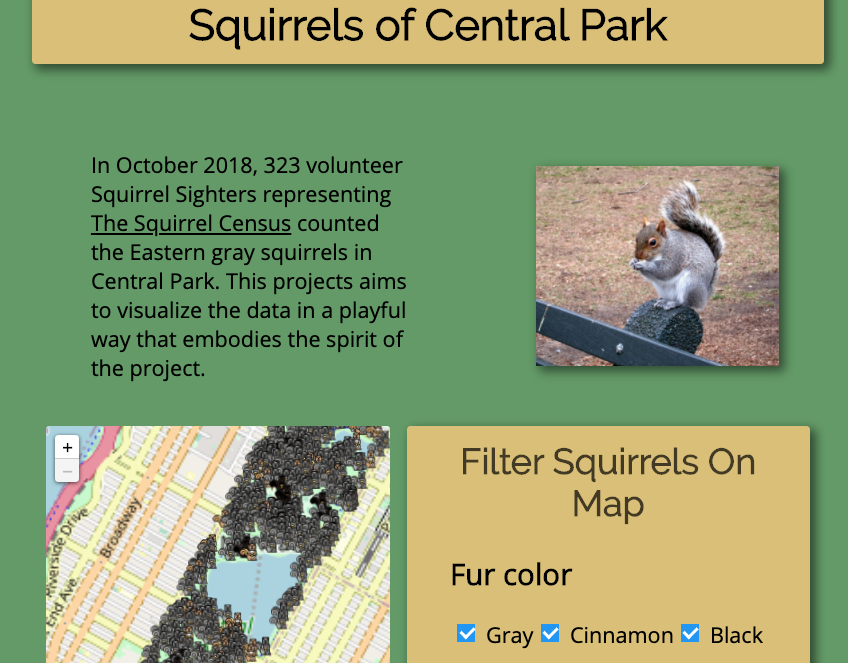 Squirrels of Central Park
In October 2018, 323 volunteer
Squirrel Sighters representing
The Squirrel Census counted
the Eastern gray squirrels in
Central Park. This projects aims
to visualize the data in a playful
way that embodies the spirit of
the project.
+
−
Riverside Drive
Broadway
End Ave
Filter Squirrels On
Map
Fur color
Gray Cinnamon Black